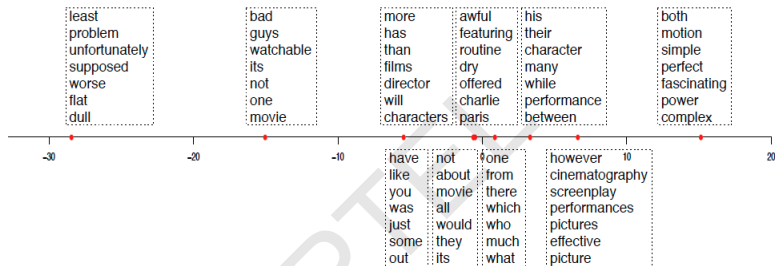 least
problem
unfortunately
supposed
worse
flat
dull
bad
guys
watchable
its
not
one
movie
more
has
than
films
director
will
characters
awful
featuring
routine
dry
offered
charlie
paris
his
their
character
many
while
performance
between
both
motion
simple
perfect
fascinating
power
complex
−30 −20 −10 0 10 20
have
like
you
was
just
some
out
not
about
movie
all
would
they
its
one
from
there
which
who
much
what
however
cinematography
screenplay
performances
pictures
effective
picture
PTEL